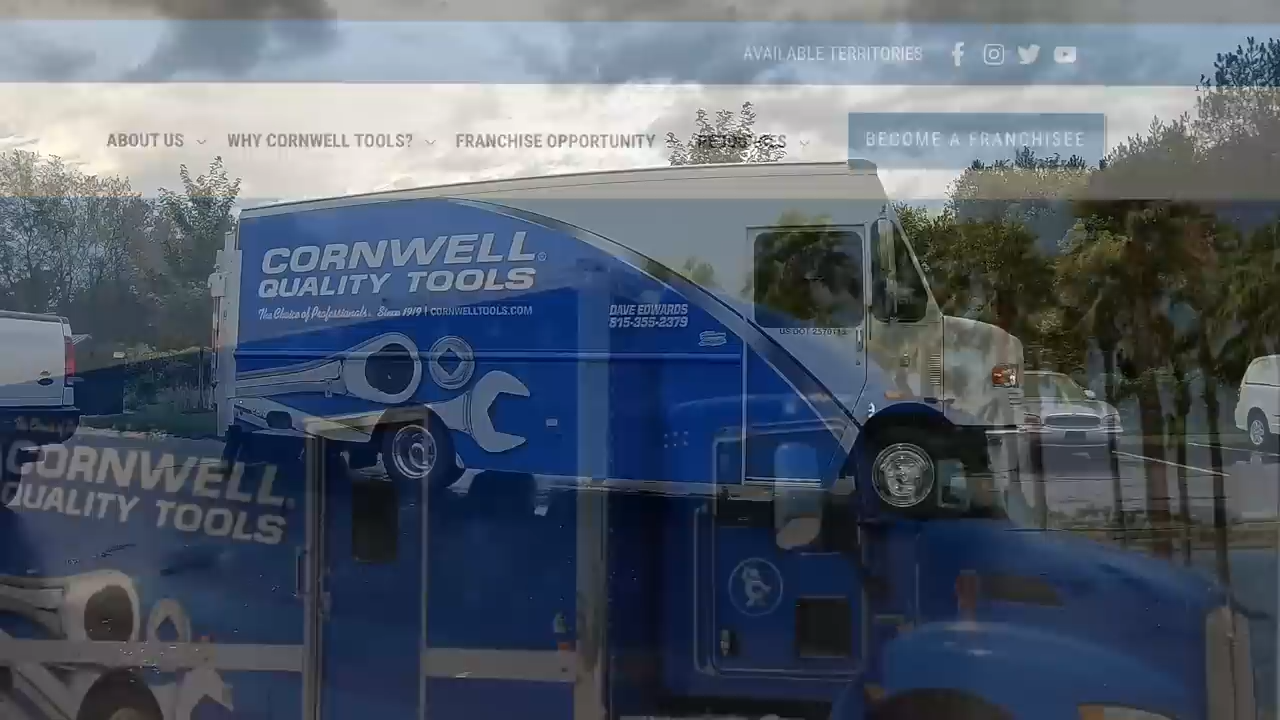 AVAILABLE TERRITORIES
ABOUT US
WHY CORNWELL TOOLS?
FRANCHISE OPPORTUNITY
BECOME A FRANCHISEE
CORNWELL
QUALITY TOOLS
The Choice of Professionals. Since 1919 | CORNWELLTOOLS.COM
DAVE EDWARDS
815-355-2379
CORNWELL
QUALITY TOOLS